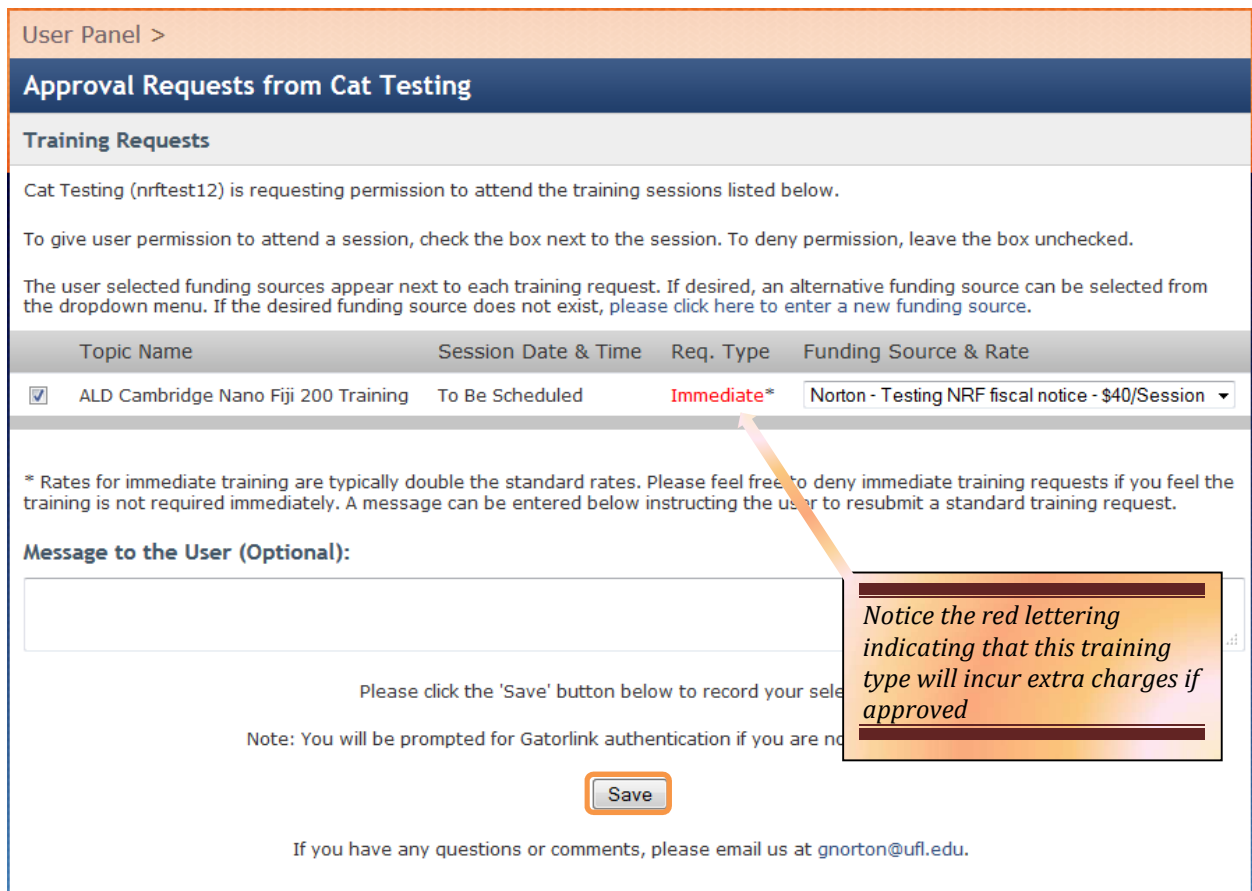 User Panel >
Approval Requests from Cat Testing
Training Requests
Cat Testing (nrftest12) is requesting permission to attend the training sessions listed below.
To give user permission to attend a session, check the box next to the session. To deny permission, leave the box unchecked.
The user selected funding sources appear next to each training request. If desired, an alternative funding source can be selected from
the dropdown menu. If the desired funding source does not exist, please click here to enter a new funding source.
Topic Name Session Date & Time Req. Type Funding Source & Rate
ALD Cambridge Nano Fiji 200 Training To Be Scheduled Immediate* Norton - Testing NRF fiscal notice - $40/Session
* Rates for immediate training are typically double the standard rates. Please feel free to deny immediate training requests if you feel the
training is not required immediately. A message can be entered below instructing the user to resubmit a standard training request.
Message to the User (Optional):
Notice the red lettering
indicating that this training
type will incur extra charges if
approved
Please click the 'Save' button below to record your
Note: You will be prompted for Gatorlink authentication if you are
Save
If you have any questions or comments, please email us at gnorton@ufl.edu.